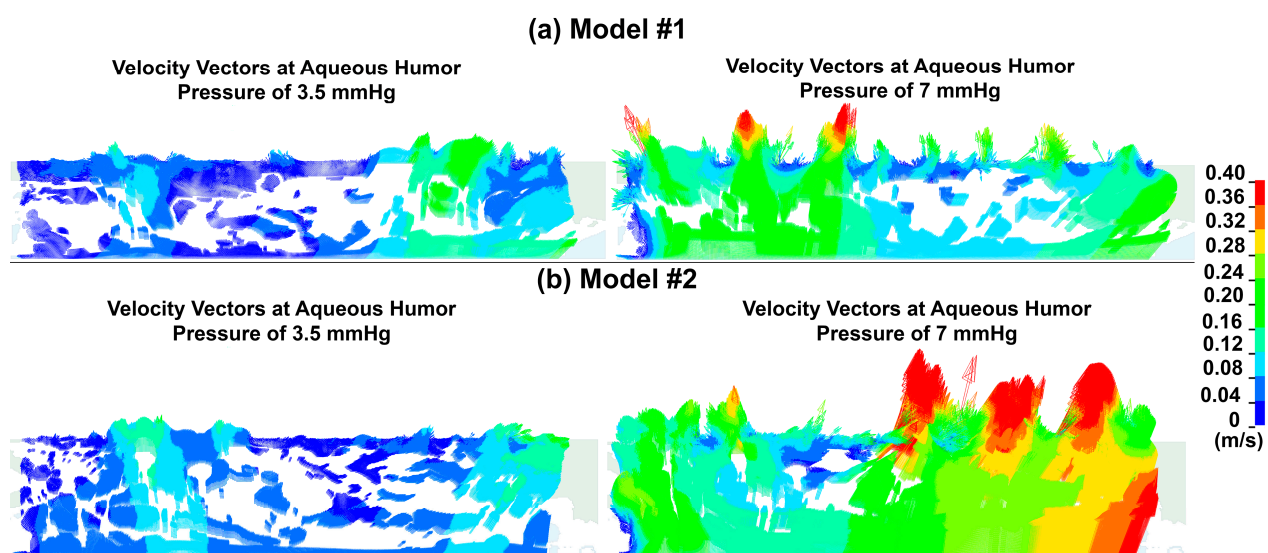 (a) Model #1
Velocity Vectors at Aqueous Humor
Pressure of 3.5 mmHg
Velocity Vectors at Aqueous Humor
Pressure of 7 mmHg
(b) Model #2
Velocity Vectors at Aqueous Humor
Pressure of 3.5 mmHg
Velocity Vectors at Aqueous Humor
Pressure of 7 mmHg
0.40
0.36
0.32
0.28
0.24
0.20
0.16
0.12
0.08
0.04
0
(m/s)